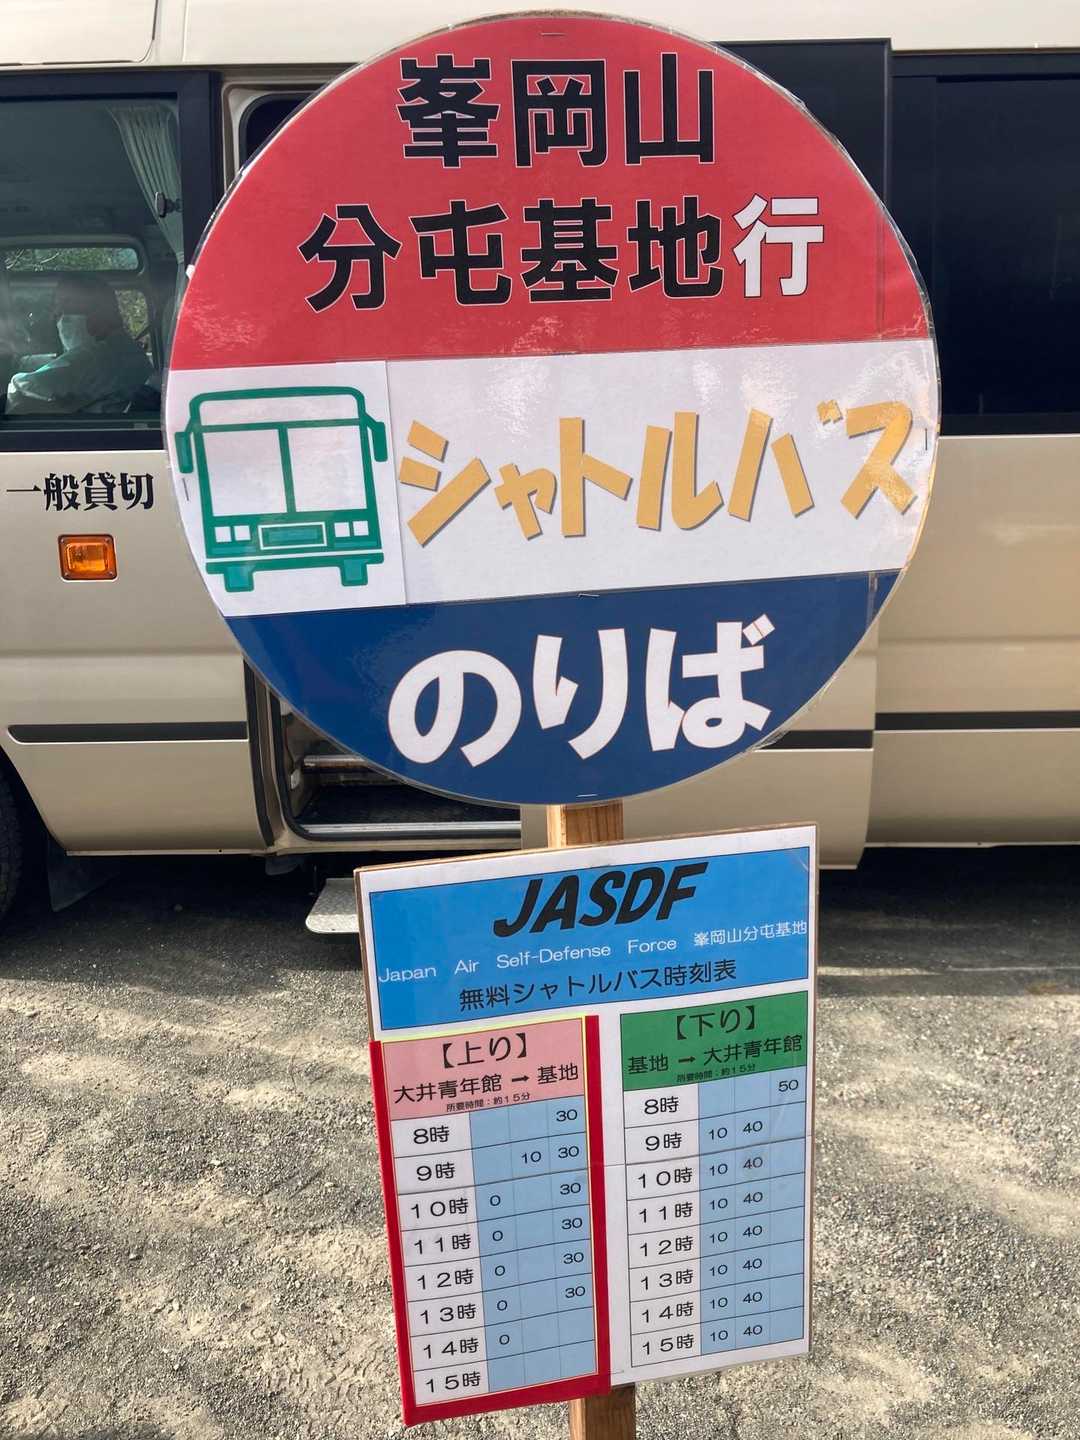 峯岡山
分屯基地行
シャトルバス
のりば
一般貸切
JASDF
Japan Air Self-Defense Force 峯岡山分屯基地
無料シャトルバス時刻表
【上り】
大井青年館 → 基地
所要時間：約15分
8時 30
9時 10 30
10時 0 30
11時 0 30
12時 0 30
13時 0 30
14時 0
15時
【下り】
基地 → 大井青年館
所要時間：約15分
8時 50
9時 10 40
10時 10 40
11時 10 40
12時 10 40
13時 10 40
14時 10 40
15時 10 40